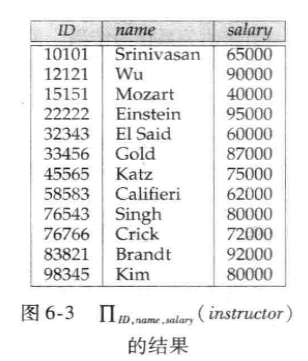 ID name salary
10101 Srinivasan 65000
12121 Wu 90000
15151 Mozart 40000
22222 Einstein 95000
32343 El Said 60000
33456 Gold 87000
45565 Katz 75000
58583 Califieri 62000
76543 Singh 80000
76766 Crick 72000
83821 Brandt 92000
98345 Kim 80000
图 6-3 ∏ID,name,salary(instructor)
的结果